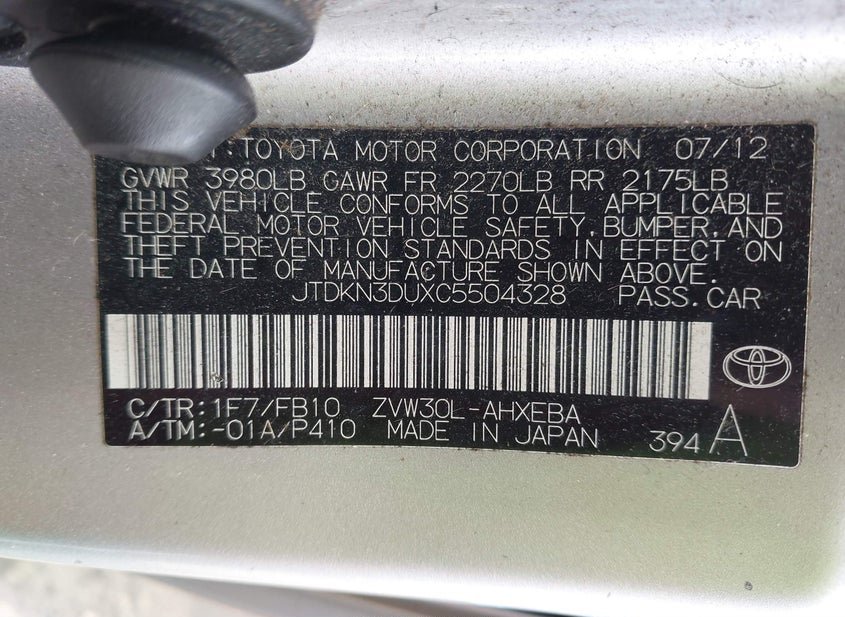 :TOYOTA MOTOR CORPORATION 07/12
GVWR 3980LB GAWR FR 2270LB RR 2175LB
THIS VEHICLE CONFORMS TO ALL APPLICABLE
FEDERAL MOTOR VEHICLE SAFETY, BUMPER, AND
THEFT PREVENTION STANDARDS IN EFFECT ON
THE DATE OF MANUFACTURE SHOWN ABOVE.
JTDKN3DUXC5504328 PASS.CAR
C/TR:1F7/FB10 ZVW30L-AHXEBA
A/TM:-01A/P410 MADE IN JAPAN 394 A